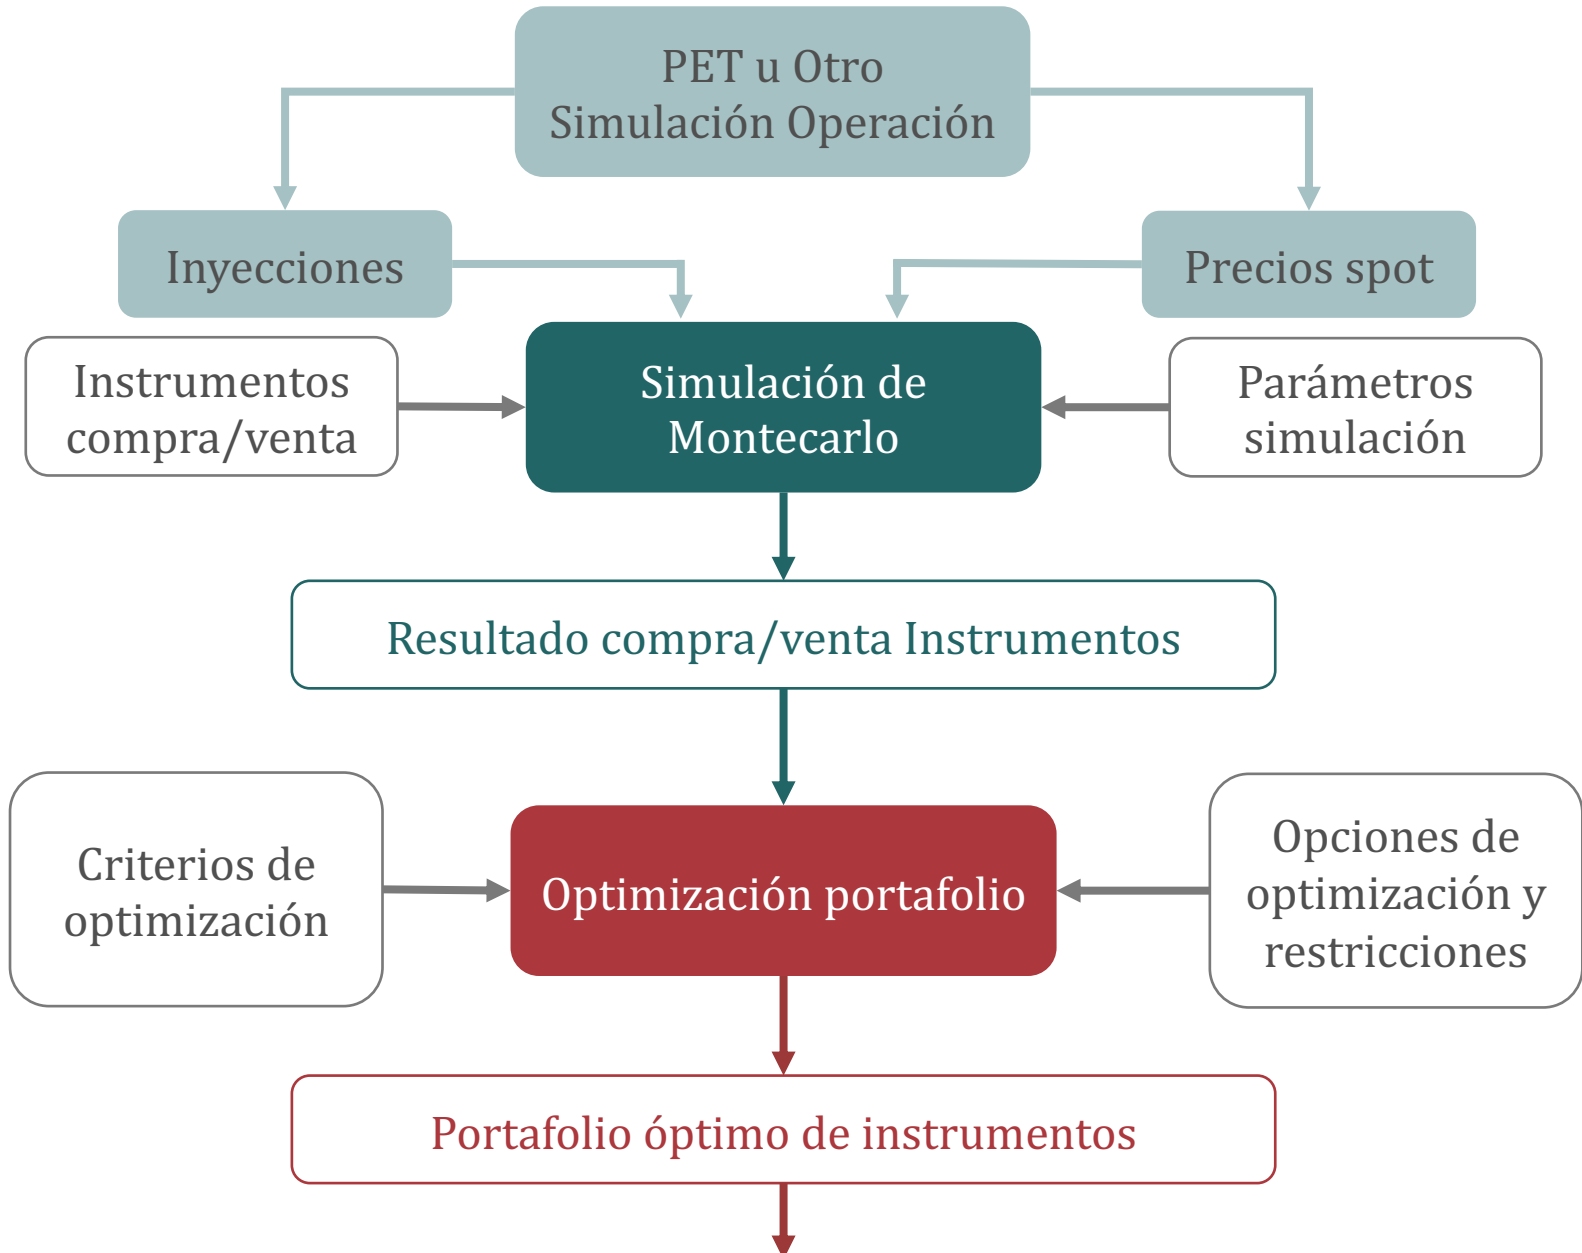 PET u Otro
Simulación Operación
Inyecciones
Precios spot
Instrumentos
compra/venta
Simulación de
Montecarlo
Parámetros
simulación
Resultado compra/venta Instrumentos
Criterios de
optimización
Optimización portafolio
Opciones de
optimización y
restricciones
Portafolio óptimo de instrumentos